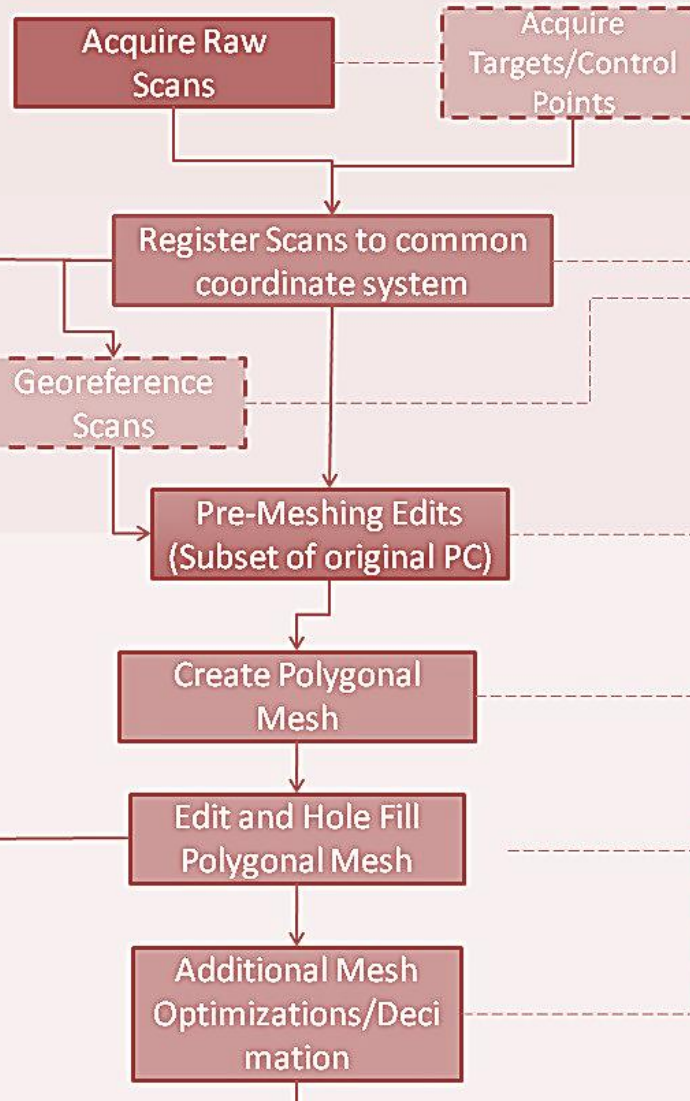 Acquire Raw
Scans
Acquire
Targets/Control
Points
Register Scans to common
coordinate system
Georeference
Scans
Pre-Meshing Edits
(Subset of original PC)
Create Polygonal
Mesh
Edit and Hole Fill
Polygonal Mesh
Additional Mesh
Optimizations/Deci
mation